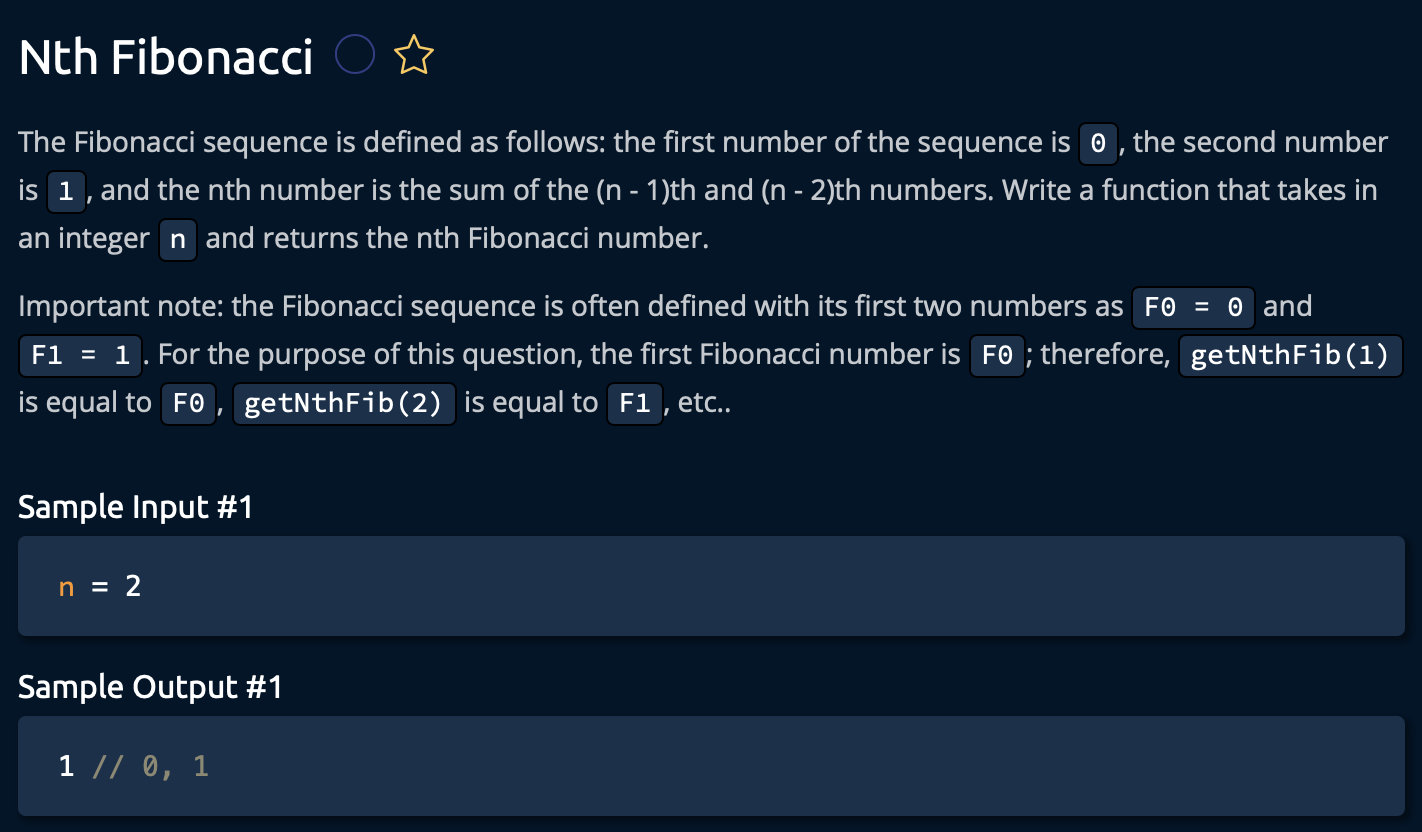 Nth Fibonacci
The Fibonacci sequence is defined as follows: the first number of the sequence is 0, the second number
is 1, and the nth number is the sum of the (n - 1)th and (n - 2)th numbers. Write a function that takes in
an integer n and returns the nth Fibonacci number.
Important note: the Fibonacci sequence is often defined with its first two numbers as F0 = 0 and
F1 = 1. For the purpose of this question, the first Fibonacci number is F0; therefore, getNthFib(1)
is equal to F0, getNthFib(2) is equal to F1, etc..
Sample Input #1
n = 2
Sample Output #1
1 // 0, 1